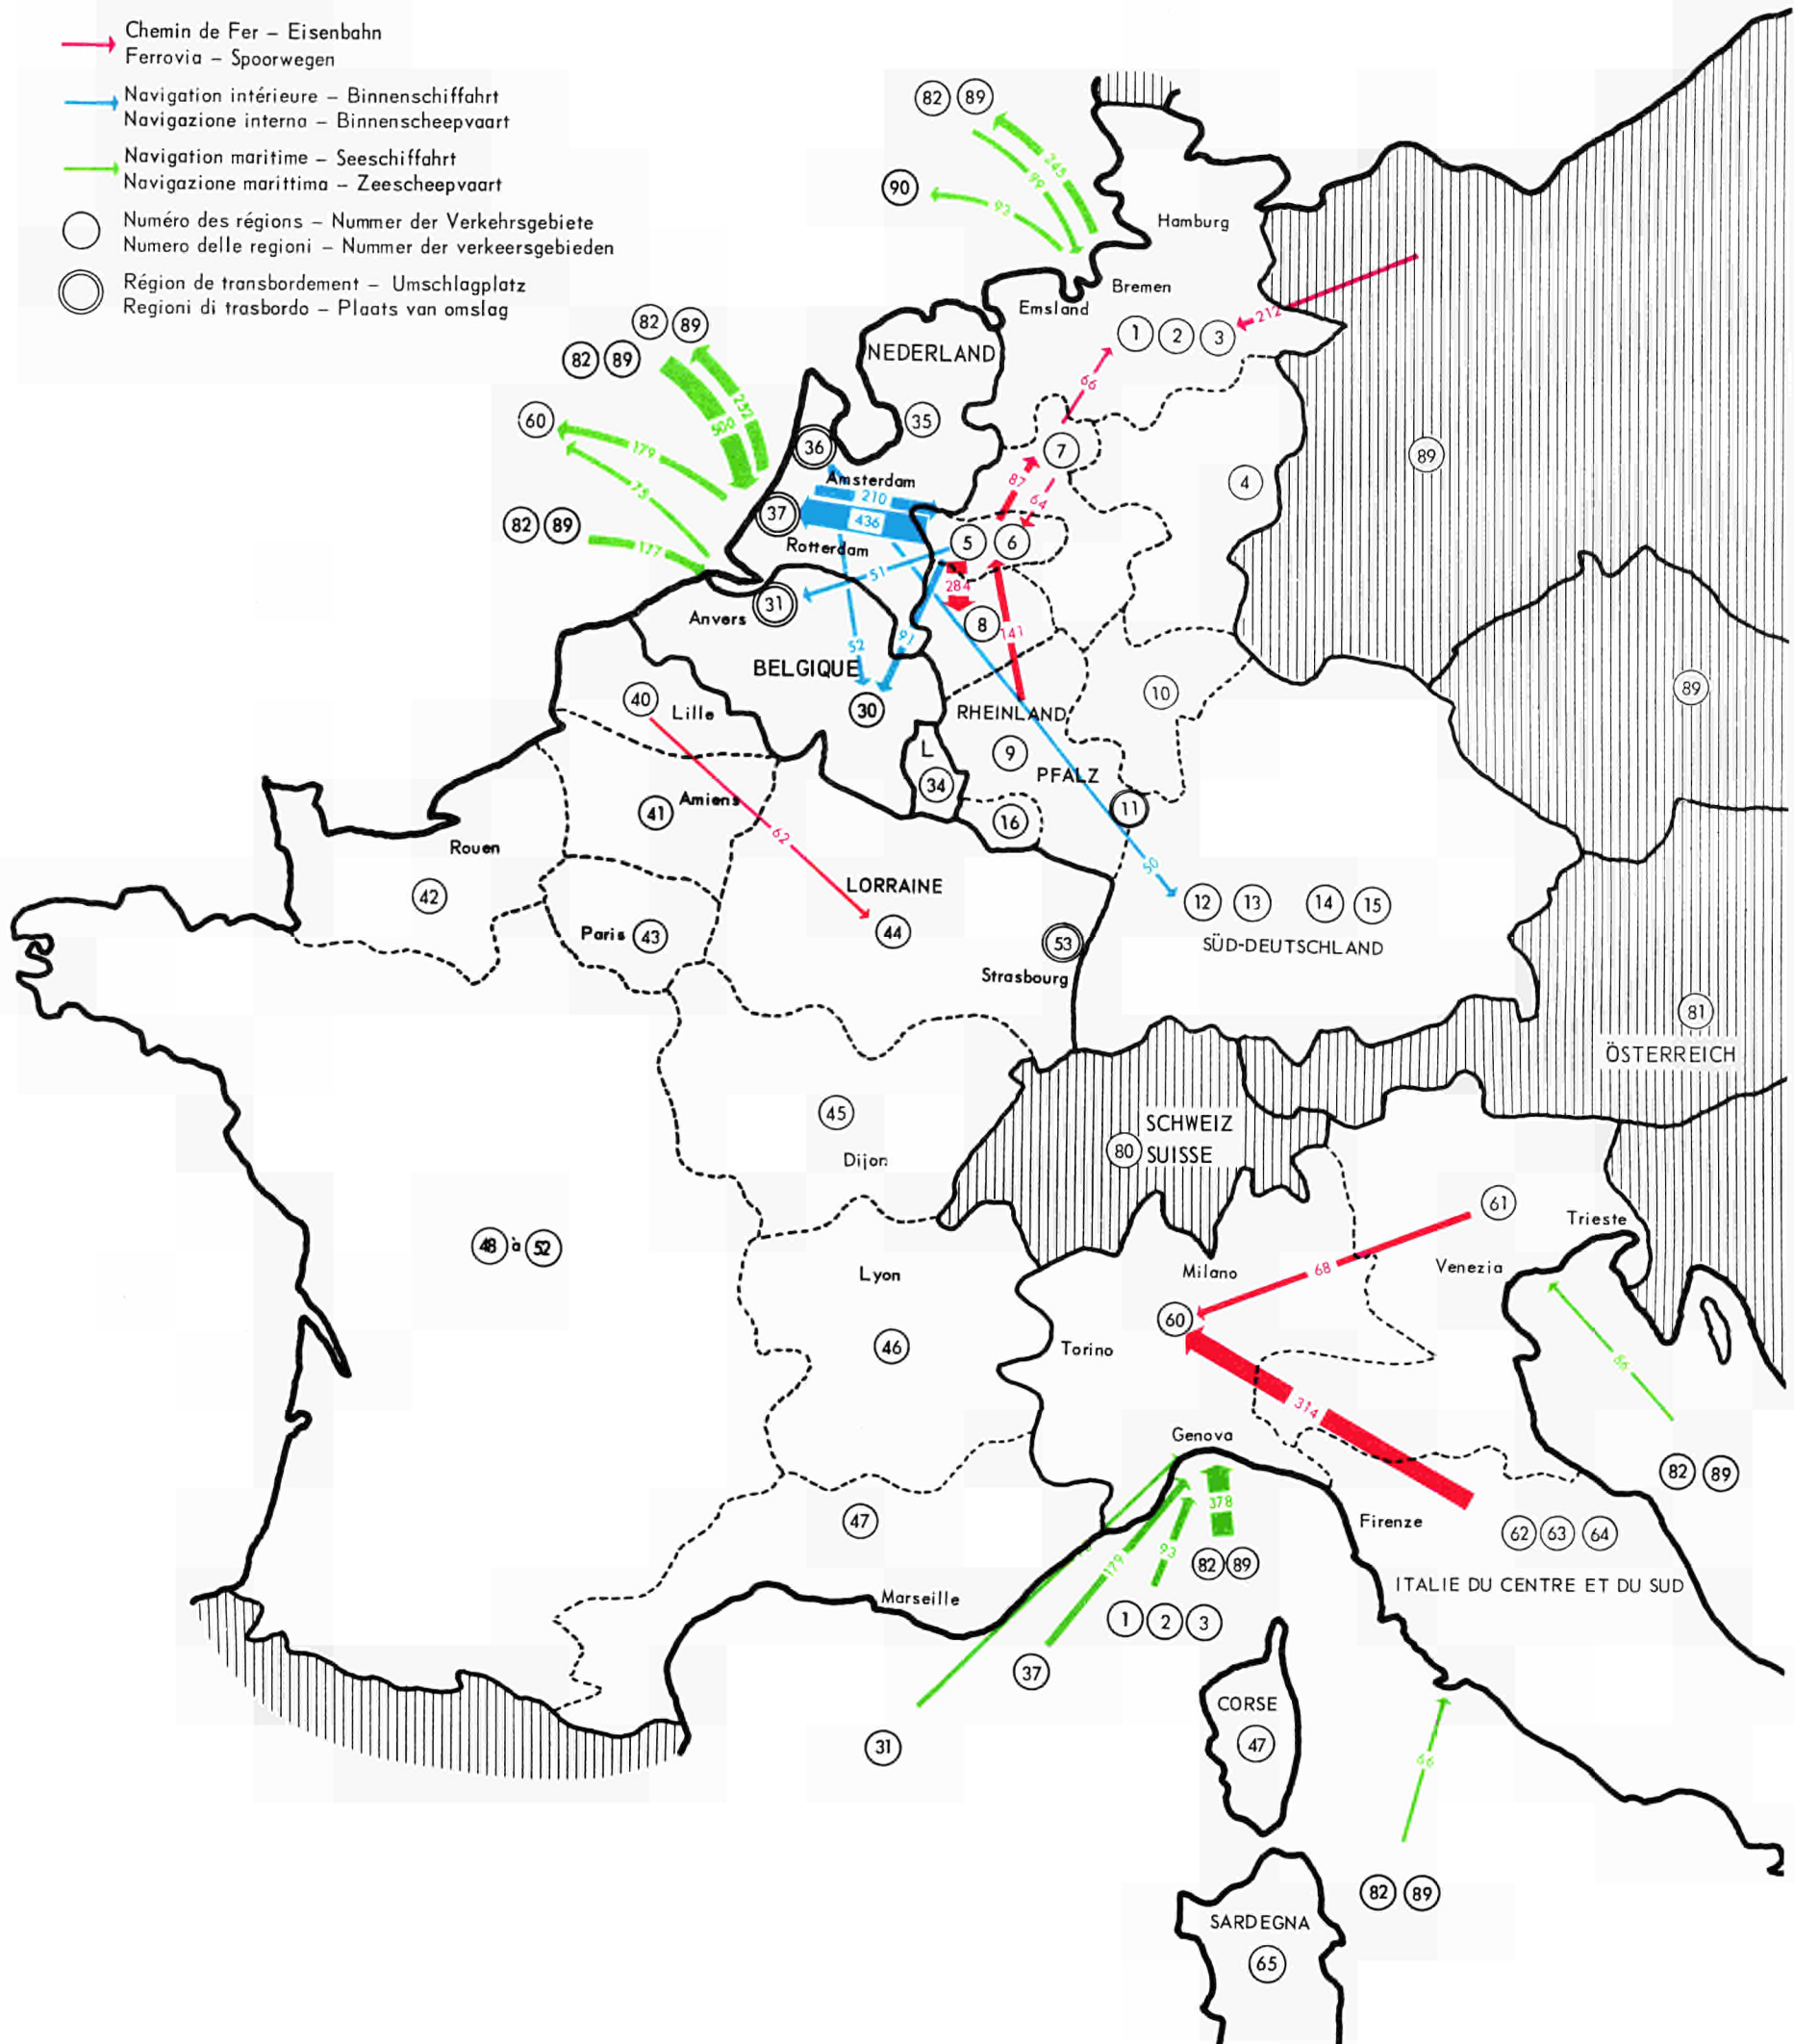 Chemin de Fer – Eisenbahn
Ferrovia – Spoorwegen
Navigation intérieure – Binnenschiffahrt
Navigazione interna – Binnenscheepvaart
Navigation maritime – Seeschiffahrt
Navigazione marittima – Zeescheepvaart
Numéro des régions – Nummer der Verkehrsgebiete
Numero delle regioni – Nummer der verkeersgebieden
Région de transbordement – Umschlagplatz
Regioni di trasbordo – Plaats van omslag
82 89
245
99
90
93
Hamburg
Bremen
Emsland
212
1 2 3
82 89
82 89
NEDERLAND
66
252
60
35
500
179
36
7
89
75
Amsterdam
87
4
210
64
37
436
82 89
5 6
177
Rotterdam
51
284
31
Anvers
8
141
91
52
BELGIQUE
10
89
40
Lille
30
RHEINLAND
L
9
PFALZ
34
41
Amiens
11
16
62
Rouen
50
LORRAINE
42
12 13 14 15
44
Paris 43
53
SÜD-DEUTSCHLAND
Strasbourg
81
ÖSTERREICH
45
SCHWEIZ
80 SUISSE
Dijon
61
Trieste
48 à 52
Lyon
Milano
68
Venezia
60
46
Torino
86
314
Genova
82 89
378
47
Firenze
62 63 64
93
179
82 89
ITALIE DU CENTRE ET DU SUD
Marseille
1 2 3
37
CORSE
31
47
66
82 89
SARDEGNA
65